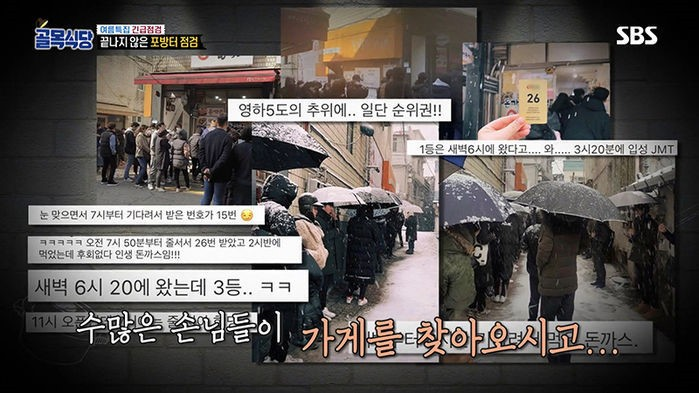 골목식당
여름특집 긴급점검
끝나지 않은 포방터 점검
SBS
영하5도의 추위에.. 일단 순위권!!
26
1등은 새벽6시에 왔다고.... 와..... 3시20분에 입성 JMT
눈 맞으면서 7시부터 기다려서 받은 번호가 15번 😏
ㅋㅋㅋㅋㅋ 오전 7시 50분부터 줄서서 26번 받았고 2시반에
먹었는데 후회없다 인생 돈까스임!!!
새벽 6시 20에 왔는데 3등.. ㅋㅋ
11시 오
터
먹
돈까스.
수많은 손님들이 가게를 찾아오시고...